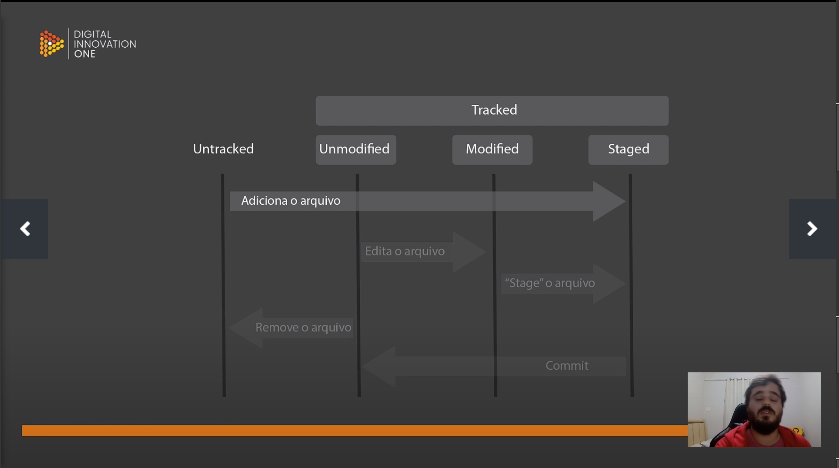 DIGITAL
INNOVATION
ONE
Tracked
Untracked
Unmodified
Modified
Staged
Adiciona o arquivo
Edita o arquivo
“Stage” o arquivo
Remove o arquivo
Commit